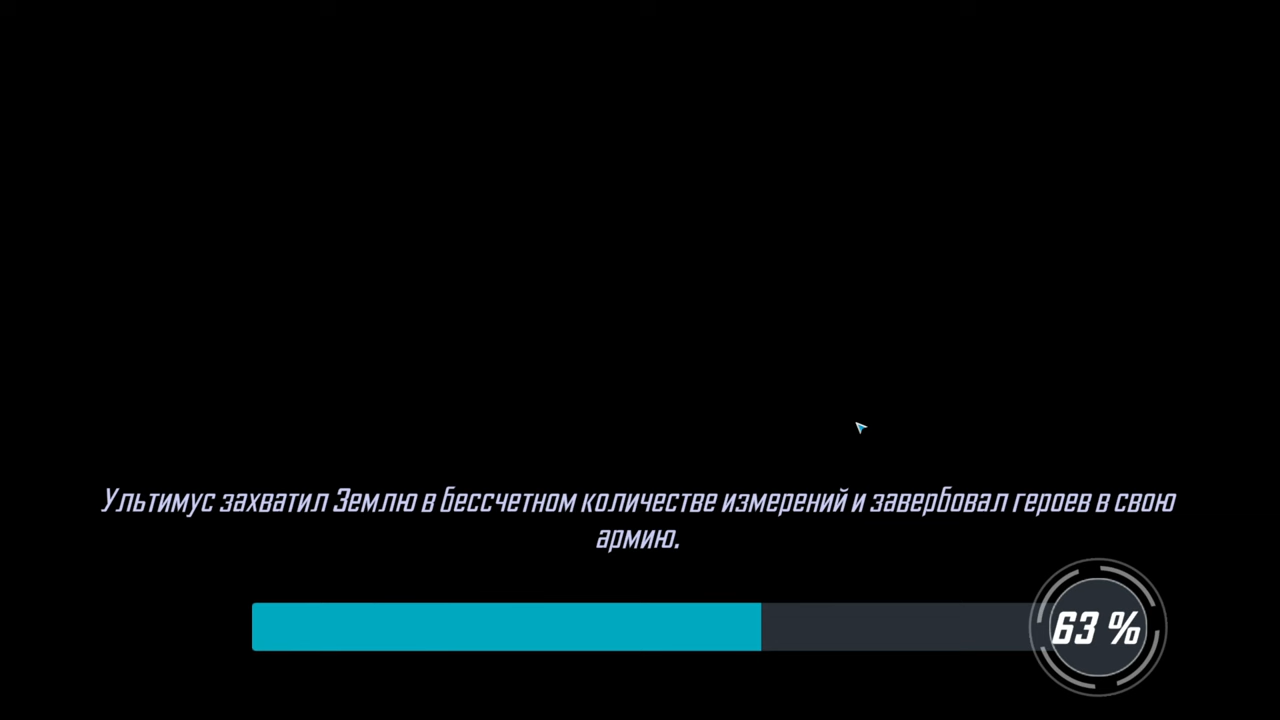 Ультимус захватил Землю в бессчетном количестве измерений и завербовал героев в свою
армию.
63 %